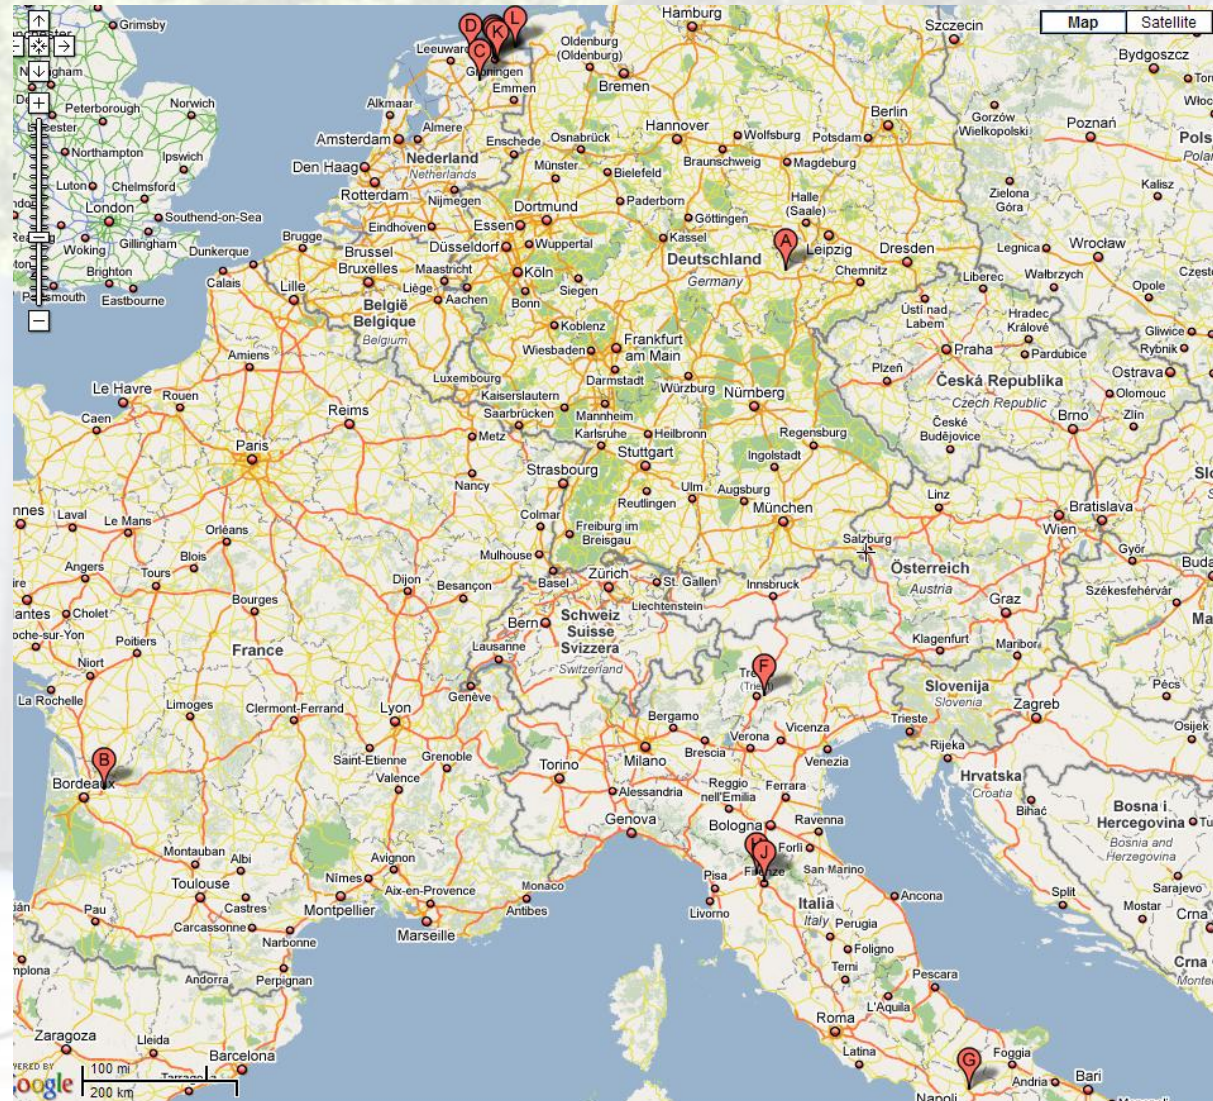 Grimsby
Hamburg
Map
Satellite
Szczecin
D
K
L
C
Oldenburg
(Oldenburg)
Groningen
Emmen
Bremen
Bydgoszcz
Peterborough
Norwich
Alkmaar
Amsterdam
Almere
Enschede
Osnabrück
Hannover
Wolfsburg
Potsdam
Berlin
Gorzów
Wielkopolski
Poznań
Northampton
Ipswich
Den Haag
Nederland
Netherlands
Münster
Bielefeld
Braunschweig
Magdeburg
Luton
Chelmsford
Rotterdam
Nijmegen
Paderborn
Halle
(Saale)
Zielona
Góra
Kalisz
London
Southend-on-Sea
Dortmund
Essen
Eindhoven
Göttingen
Woking
Gillingham
Dunkerque
Brugge
Düsseldorf
Wuppertal
Kassel
A
Leipzig
Dresden
Legnica
Wrocław
Brighton
Brussel
Bruxelles
Maastricht
Köln
Deutschland
Germany
Chemnitz
Liberec
Wałbrzych
Eastbourne
Calais
Lille
Liège
Aachen
Bonn
Siegen
Opole
België
Belgique
Belgium
Koblenz
Ústí nad
Labem
Hradec
Králové
Gliwice
Amiens
Wiesbaden
Frankfurt
am Main
Praha
Pardubice
Rybnik
Le Havre
Rouen
Luxembourg
Darmstadt
Würzburg
Nürnberg
Plzeň
Česká Republika
Czech Republic
Ostrava
Olomouc
Caen
Reims
Kaiserslautern
Saarbrücken
Mannheim
Brno
Zlín
Paris
Metz
Karlsruhe
Heilbronn
Regensburg
České
Budějovice
Stuttgart
Ingolstadt
Strasbourg
Nancy
Reutlingen
Ulm
Augsburg
Linz
Laval
Le Mans
Orléans
Colmar
Freiburg im
Breisgau
München
Wien
Bratislava
Salzburg
Blois
Mulhouse
Győr
Angers
Tours
Dijon
Besançon
Basel
Zürich
St. Gallen
Innsbruck
Österreich
Austria
Székesfehérvár
Cholet
Bourges
Bern
Schweiz
Suisse
Svizzera
Switzerland
Liechtenstein
Graz
Poitiers
France
Lausanne
Klagenfurt
Maribor
Niort
F
La Rochelle
Limoges
Clermont-Ferrand
Lyon
Genève
Slovenija
Slovenia
Zagreb
Pécs
Bergamo
Vicenza
Trieste
Osijek
Verona
Rijeka
B
Bordeaux
Saint-Etienne
Grenoble
Valence
Torino
Milano
Brescia
Venezia
Reggio
nell'Emilia
Ferrara
Hrvatska
Croatia
Bihać
Bosna i
Hercegovina
Bosnia and
Herzegovina
Alessandria
Genova
Bologna
Ravenna
Montauban
Albi
Avignon
J
Forlì
Firenze
San Marino
Toulouse
Castres
Nîmes
Aix-en-Provence
Monaco
Pisa
Sarajevo
Pau
Montpellier
Antibes
Livorno
Italia
Italy
Ancona
Split
Mostar
Carcassonne
Marseille
Perugia
Narbonne
Foligno
Andorra
Perpignan
Terni
Pescara
L'Aquila
Zaragoza
Lleida
Barcelona
Roma
Latina
G
Foggia
Andria
Bari
100 mi
200 km
Napoli